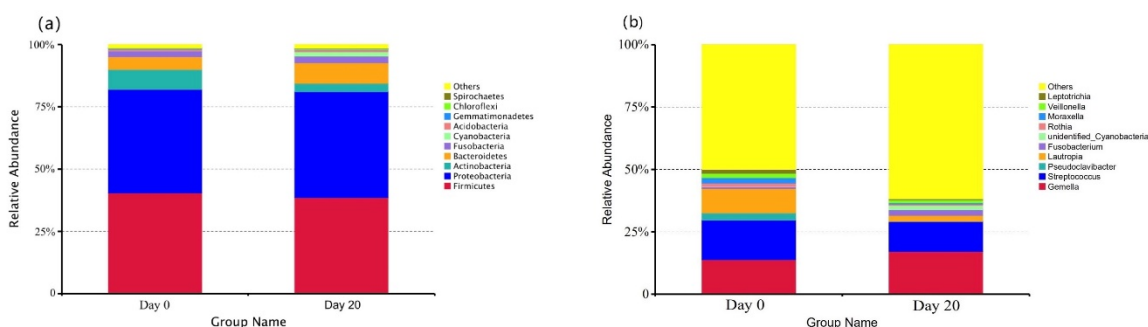 (a)
Relative Abundance
100%
75%
50%
25%
0
Day 0
Day 20
Group Name
Others
Spirochaetes
Chloroflexi
Gemmatimonadetes
Acidobacteria
Cyanobacteria
Fusobacteria
Bacteroidetes
Actinobacteria
Proteobacteria
Firmicutes
(b)
Relative Abundance
100%
75%
50%
25%
0
Day 0
Day 20
Group Name
Others
Leptotrichia
Veillonella
Moraxella
Rothia
unidentified_Cyanobacteria
Fusobacterium
Lautropia
Pseudoclavibacter
Streptococcus
Gemella